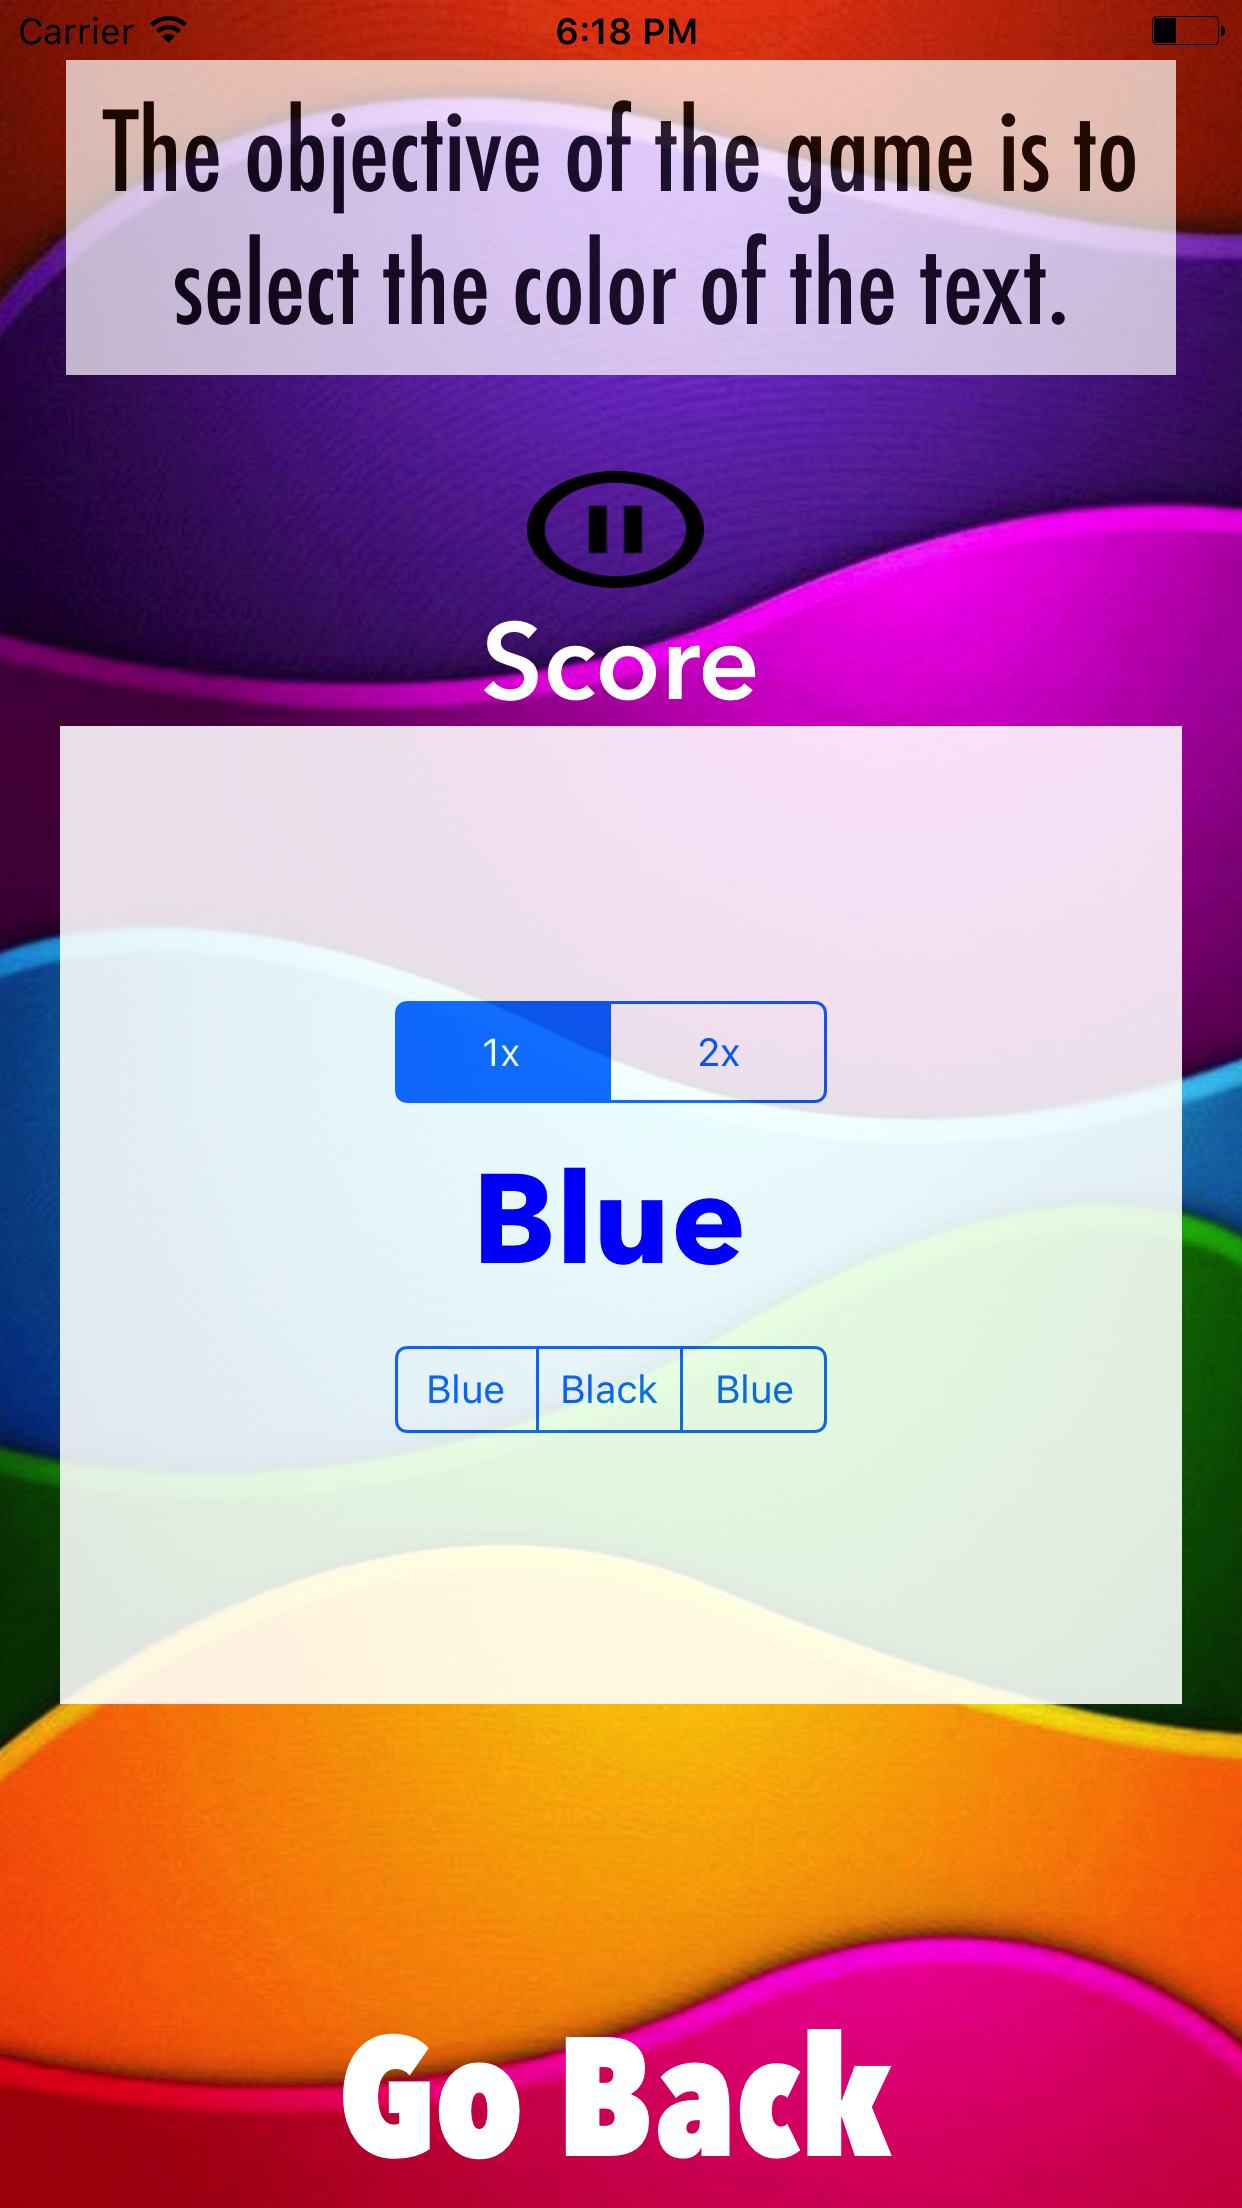 Carrier 6:18 PM
The objective of the game is to
select the color of the text.
Score
1x 2x
Blue
Blue Black Blue
Go Back